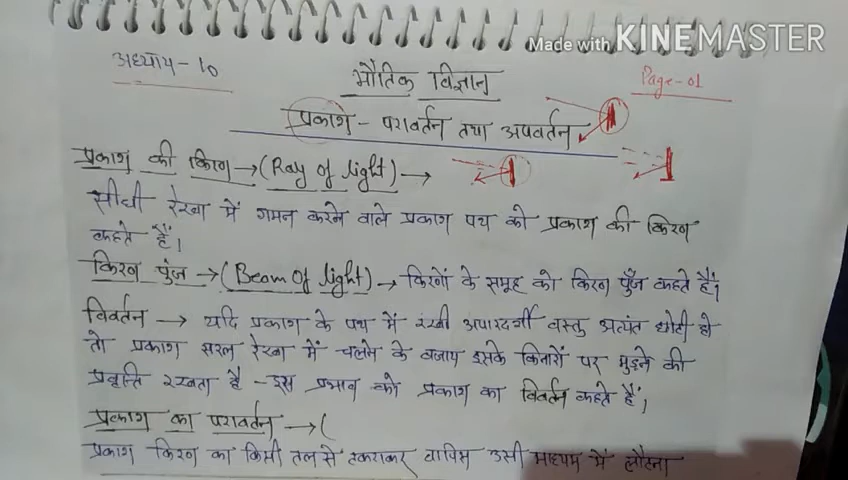 Made with KINEMASTER
अध्याय - 10
भौतिक विज्ञान
Page-01
प्रकाश - परावर्तन तथा अपवर्तन
प्रकाश की किरण → (Ray of light) →
सीधी रेखा में गमन करने वाले प्रकाश पथ को प्रकाश की किरण
कहते हैं।
किरण पुंज → (Beam of light) → किरणों के समूह को किरण पुँज कहते हैं।
विवर्तन → यदि प्रकाश के पथ में रखी अपारदर्शी वस्तु अत्यंत छोटी हो
तो प्रकाश सरल रेखा में चलने के बजाय इसके किनारों पर मुड़ने की
प्रवृत्ति रखता है - इस प्रभाव को प्रकाश का विवर्तन कहते हैं।
प्रकाश का परावर्तन → (
प्रकाश किरण का किसी तल से टकराकर वापिस उसी माध्यम में लौटना